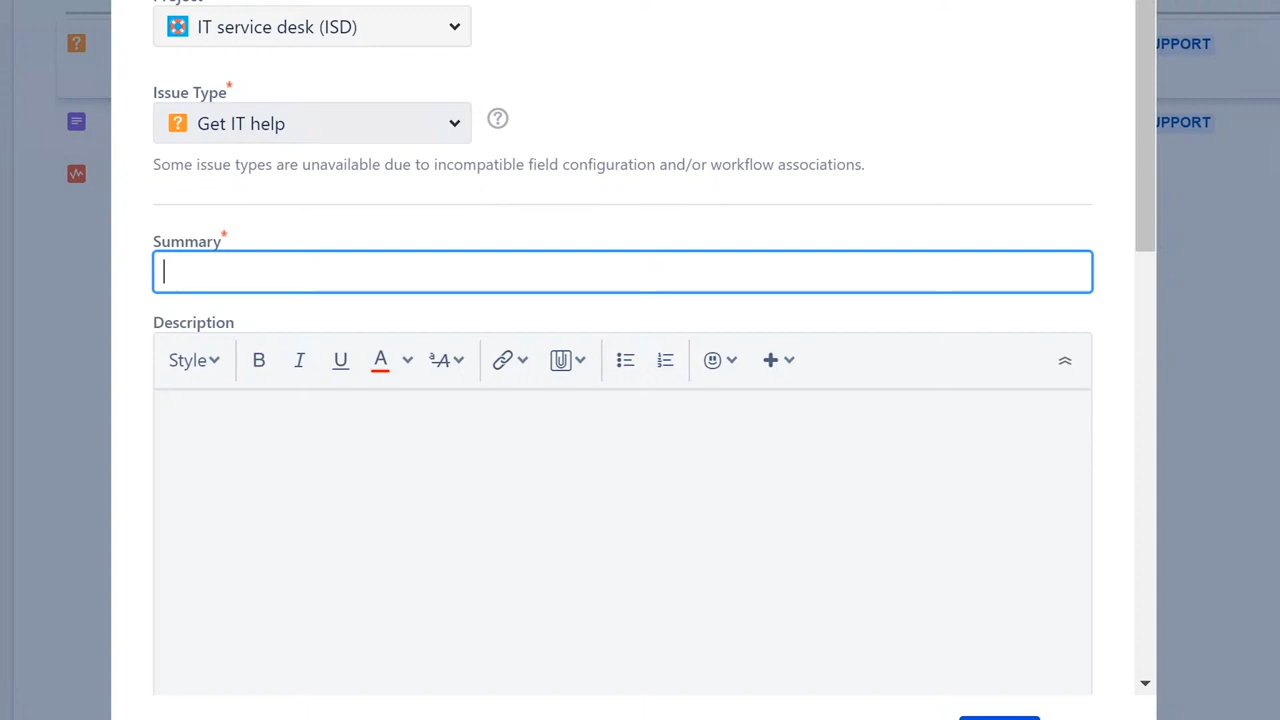 IT service desk (ISD)
UPPORT
Issue Type*
Get IT help
UPPORT
Some issue types are unavailable due to incompatible field configuration and/or workflow associations.
Summary*
Description
Style B I U A ªA